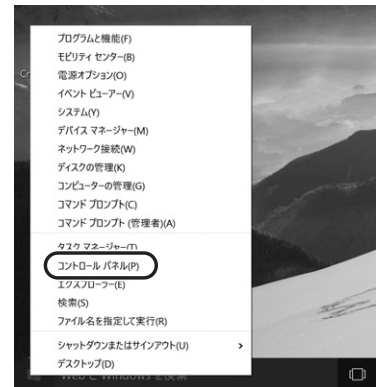 プログラムと機能(F)
モビリティ センター(B)
電源オプション(O)
イベント ビューアー(V)
システム(Y)
デバイス マネージャー(M)
ネットワーク接続(W)
ディスクの管理(K)
コンピューターの管理(G)
コマンド プロンプト(C)
コマンド プロンプト (管理者)(A)
タスク マネージャー(T)
コントロール パネル(P)
エクスプローラー(E)
検索(S)
ファイル名を指定して実行(R)
シャットダウンまたはサインアウト(U)
デスクトップ(D)
Web と Windows を検索